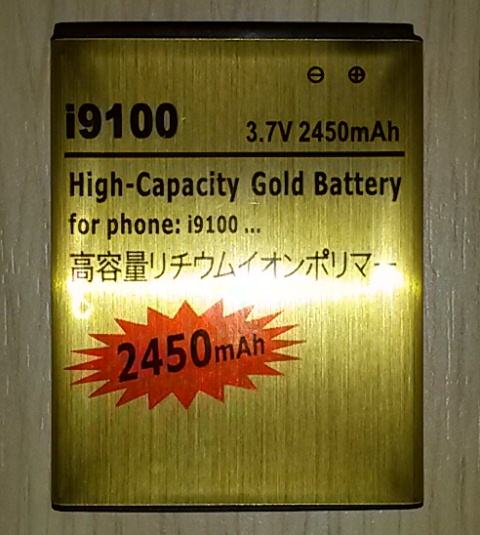 ⊖ ⊕
i9100
3.7V 2450mAh
High-Capacity Gold Battery
for phone: i9100 ...
高容量リチウムイオンポリマー
2450mAh